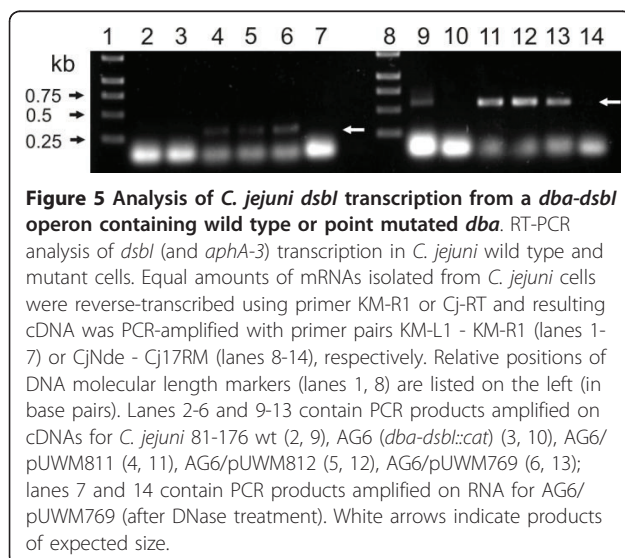 1 2 3 4 5 6 7 8 9 10 11 12 13 14
kb
0.75
0.5
0.25
Figure 5 Analysis of C. jejuni dsbI transcription from a dba-dsbI
operon containing wild type or point mutated dba. RT-PCR
analysis of dsbI (and aphA-3) transcription in C. jejuni wild type and
mutant cells. Equal amounts of mRNAs isolated from C. jejuni cells
were reverse-transcribed using primer KM-R1 or Cj-RT and resulting
cDNA was PCR-amplified with primer pairs KM-L1 - KM-R1 (lanes 1-
7) or CjNde - Cj17RM (lanes 8-14), respectively. Relative positions of
DNA molecular length markers (lanes 1, 8) are listed on the left (in
base pairs). Lanes 2-6 and 9-13 contain PCR products amplified on
cDNAs for C. jejuni 81-176 wt (2, 9), AG6 (dba-dsbI::cat) (3, 10), AG6/
pUWM811 (4, 11), AG6/pUWM812 (5, 12), AG6/pUWM769 (6, 13);
lanes 7 and 14 contain PCR products amplified on RNA for AG6/
pUWM769 (after DNase treatment). White arrows indicate products
of expected size.